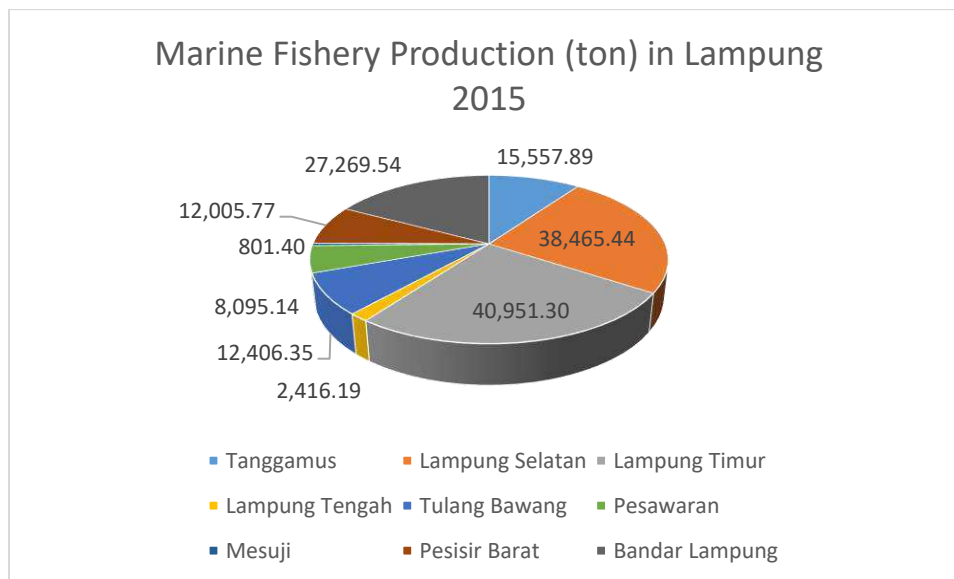 Marine Fishery Production (ton) in Lampung
2015
15,557.89
27,269.54
12,005.77
38,465.44
801.40
8,095.14
40,951.30
12,406.35
2,416.19
Tanggamus Lampung Selatan Lampung Timur
Lampung Tengah Tulang Bawang Pesawaran
Mesuji Pesisir Barat Bandar Lampung